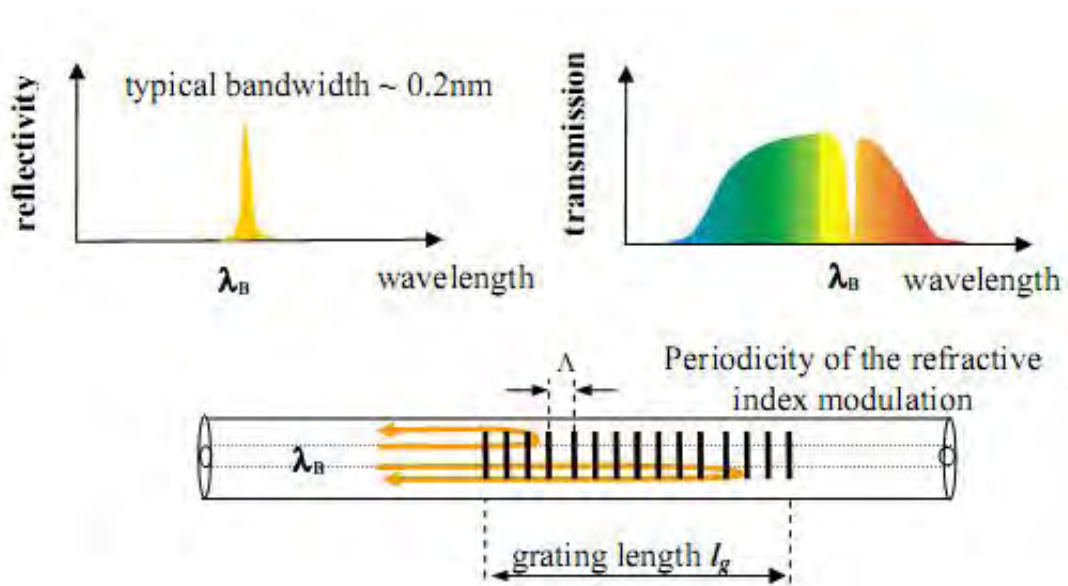 reflectivity
typical bandwidth ~ 0.2nm
λB
wavelength
transmission
λB
wavelength
Λ
Periodicity of the refractive
index modulation
λB
grating length lg